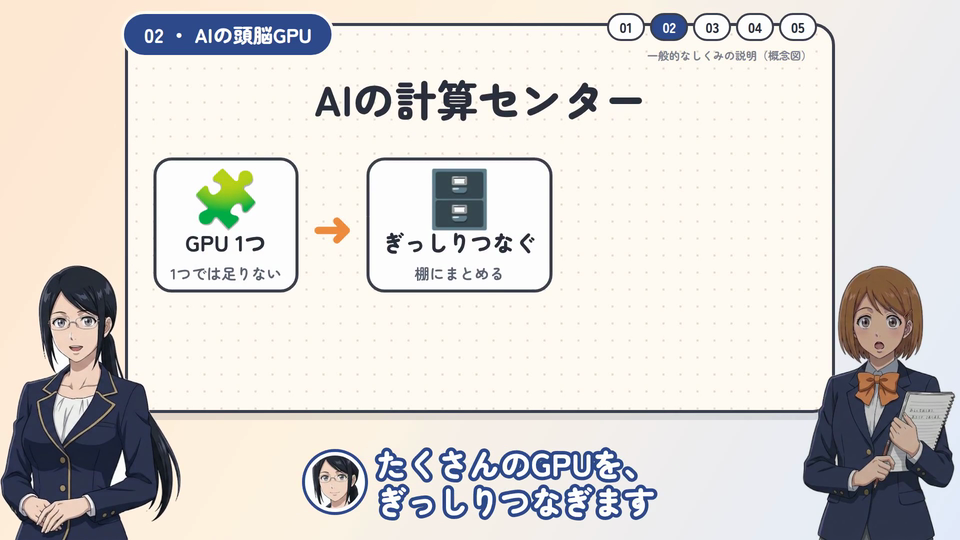 02 ・ AIの頭脳GPU
01 02 03 04 05
一般的なしくみの説明（概念図）
AIの計算センター
GPU 1つ
1つでは足りない
ぎっしりつなぐ
棚にまとめる
たくさんのGPUを、
ぎっしりつなぎます